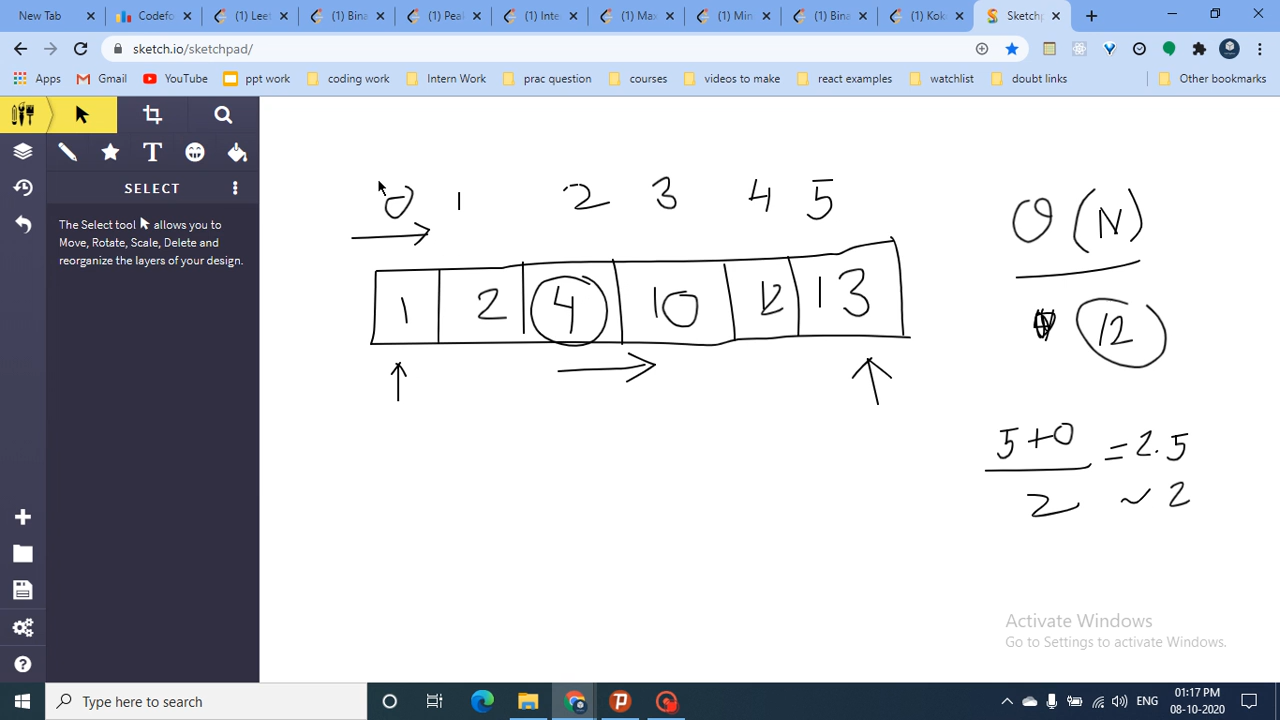 New Tab
Codefo
(1) Leet
(1) Bina
(1) Peal
(1) Inte
(1) Max
(1) Min
(1) Bina
(1) Kok
Sketch
sketch.io/sketchpad/
Apps
Gmail
YouTube
ppt work
coding work
Intern Work
prac question
courses
videos to make
react examples
watchlist
doubt links
Other bookmarks
SELECT
The Select tool allows you to
Move, Rotate, Scale, Delete and
reorganize the layers of your design.
0 1 2 3 4 5
1 2 4 10 12 13
O(N)
12
5+0
= 2.5
2
~ 2
Activate Windows
Go to Settings to activate Windows.
Type here to search
ENG
01:17 PM
08-10-2020